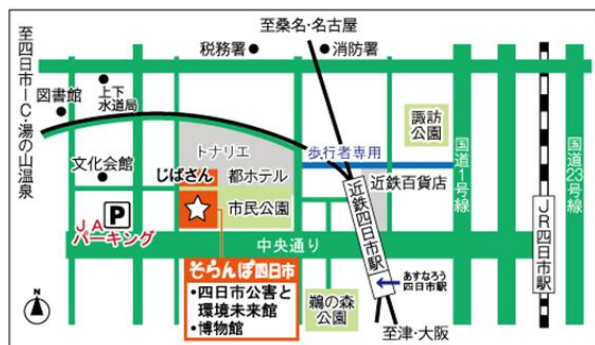 至桑名・名古屋
税務署
消防署
至四日市IC・湯の山温泉
図書館
上下
水道局
諏訪
公園
トナリエ
歩行者専用
国道1号線
国道23号線
文化会館
じばさん
都ホテル
近鉄百貨店
JA
パーキング
P
市民公園
近鉄四日市駅
JR四日市駅
中央通り
そらんぽ四日市
・四日市公害と
環境未来館
・博物館
鵜の森
公園
あすなろう
四日市駅
至津・大阪
N